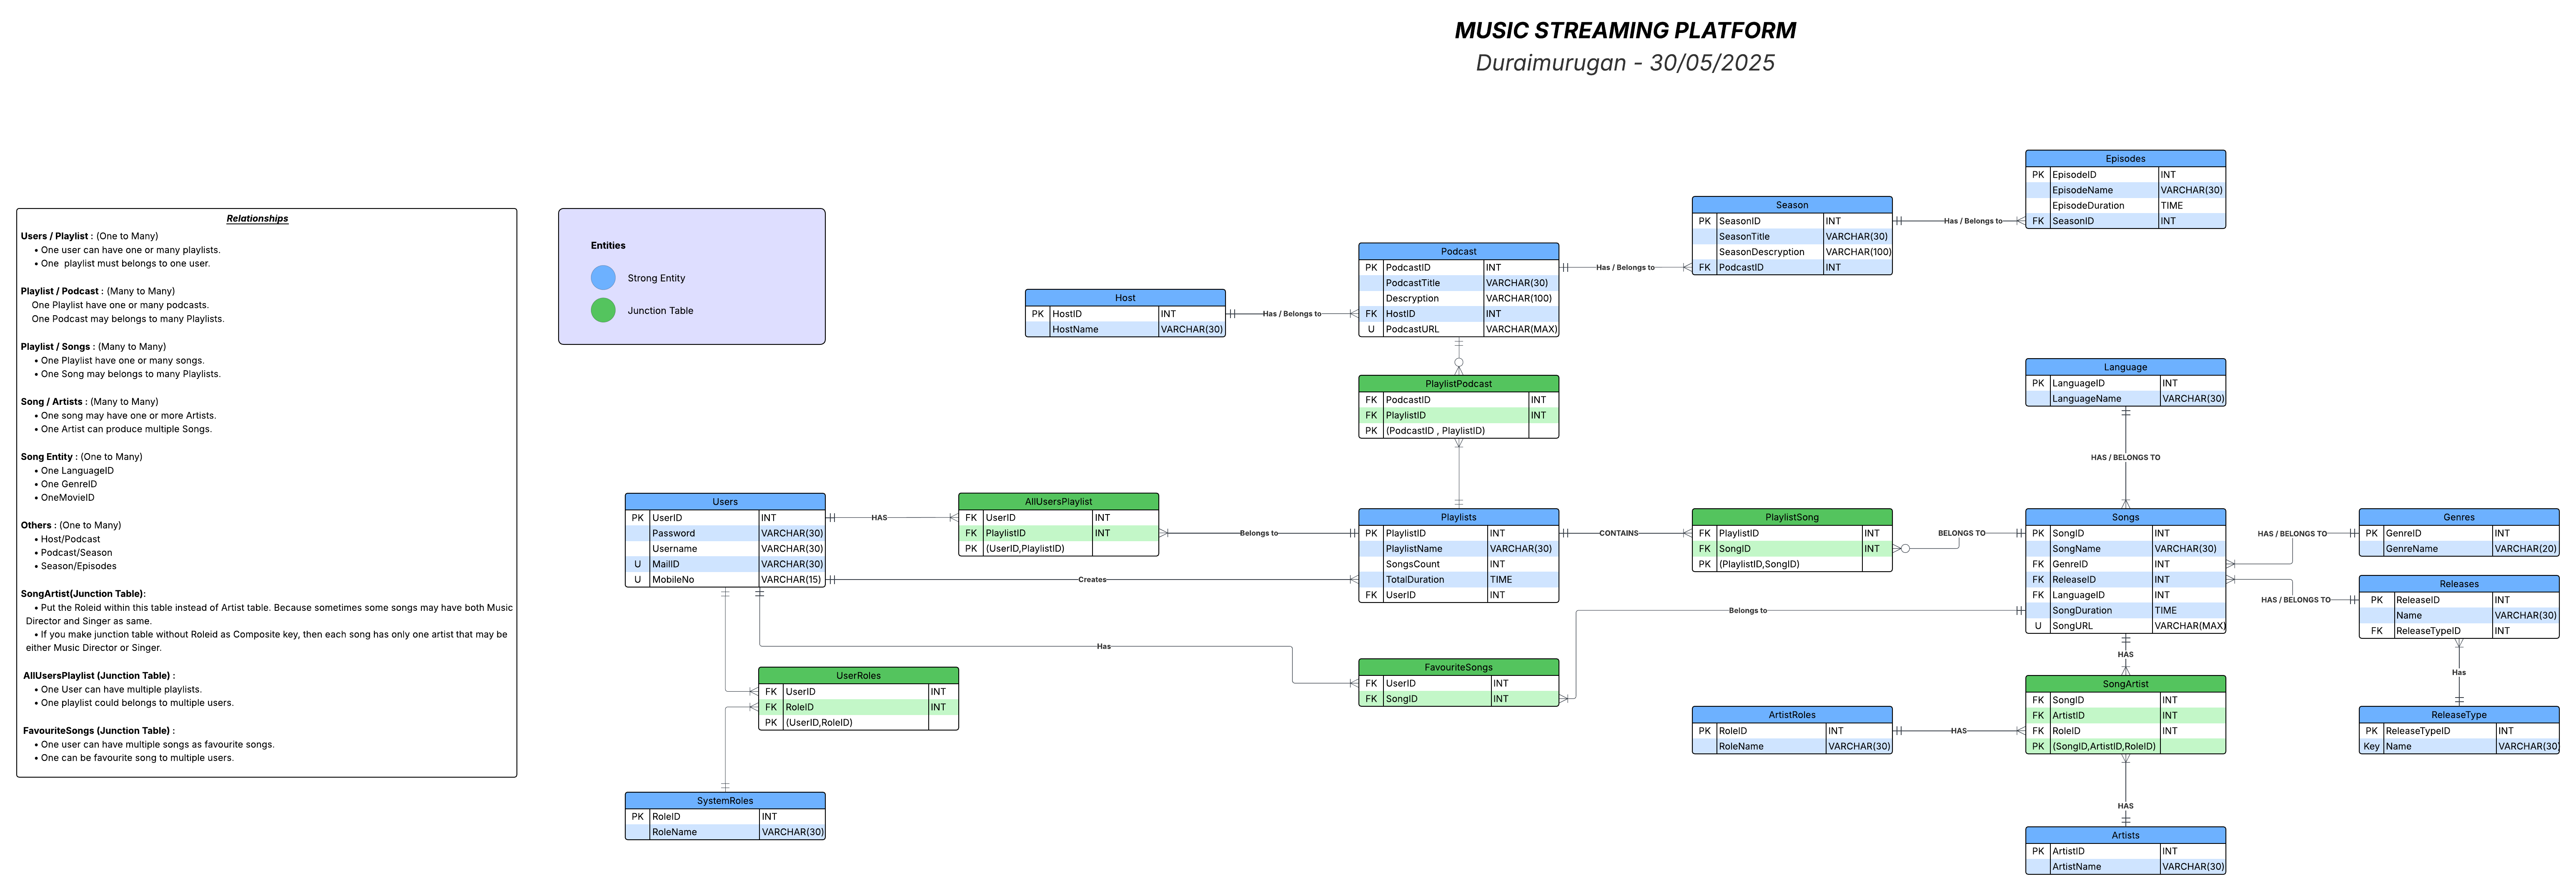 MUSIC STREAMING PLATFORM
Duraimurugan - 30/05/2025
Relationships
Users / Playlist : (One to Many)
• One user can have one or many playlists.
• One playlist must belongs to one user.
Playlist / Podcast : (Many to Many)
One Playlist have one or many podcasts.
One Podcast may belongs to many Playlists.
Playlist / Songs : (Many to Many)
• One Playlist have one or many songs.
• One Song may belongs to many Playlists.
Song / Artists : (Many to Many)
• One song may have one or more Artists.
• One Artist can produce multiple Songs.
Song Entity : (One to Many)
• One LanguageID
• One GenreID
• OneMovieID
Others : (One to Many)
• Host/Podcast
• Podcast/Season
• Season/Episodes
SongArtist(Junction Table):
• Put the Roleid within this table instead of Artist table. Because sometimes some songs may have both Music
Director and Singer as same.
• If you make junction table without Roleid as Composite key, then each song has only one artist that may be
either Music Director or Singer.
AllUsersPlaylist (Junction Table) :
• One User can have multiple playlists.
• One playlist could belongs to multiple users.
FavouriteSongs (Junction Table) :
• One user can have multiple songs as favourite songs.
• One can be favourite song to multiple users.
Entities
Strong Entity
Junction Table
Host
PK HostID INT
HostName VARCHAR(30)
Has / Belongs to
Podcast
PK PodcastID INT
PodcastTitle VARCHAR(30)
Descryption VARCHAR(100)
FK HostID INT
U PodcastURL VARCHAR(MAX)
Has / Belongs to
Season
PK SeasonID INT
SeasonTitle VARCHAR(30)
SeasonDescryption VARCHAR(100)
FK PodcastID INT
Has / Belongs to
Episodes
PK EpisodeID INT
EpisodeName VARCHAR(30)
EpisodeDuration TIME
FK SeasonID INT
PlaylistPodcast
FK PodcastID INT
FK PlaylistID INT
PK (PodcastID , PlaylistID)
Language
PK LanguageID INT
LanguageName VARCHAR(30)
HAS / BELONGS TO
Users
PK UserID INT
Password VARCHAR(30)
Username VARCHAR(30)
U MailID VARCHAR(30)
U MobileNo VARCHAR(15)
HAS
AllUsersPlaylist
FK UserID INT
FK PlaylistID INT
PK (UserID,PlaylistID)
Belongs to
Creates
Playlists
PK PlaylistID INT
PlaylistName VARCHAR(30)
SongsCount INT
TotalDuration TIME
FK UserID INT
CONTAINS
PlaylistSong
FK PlaylistID INT
FK SongID INT
PK (PlaylistID,SongID)
BELONGS TO
Songs
PK SongID INT
SongName VARCHAR(30)
FK GenreID INT
FK ReleaseID INT
FK LanguageID INT
SongDuration TIME
U SongURL VARCHAR(MAX)
HAS / BELONGS TO
Genres
PK GenreID INT
GenreName VARCHAR(20)
HAS / BELONGS TO
Releases
PK ReleaseID INT
Name VARCHAR(30)
FK ReleaseTypeID INT
Has
ReleaseType
PK ReleaseTypeID INT
Key Name VARCHAR(30)
Belongs to
Has
FavouriteSongs
FK UserID INT
FK SongID INT
UserRoles
FK UserID INT
FK RoleID INT
PK (UserID,RoleID)
SystemRoles
PK RoleID INT
RoleName VARCHAR(30)
ArtistRoles
PK RoleID INT
RoleName VARCHAR(30)
HAS
HAS
SongArtist
FK SongID INT
FK ArtistID INT
FK RoleID INT
PK (SongID,ArtistID,RoleID)
HAS
Artists
PK ArtistID INT
ArtistName VARCHAR(30)